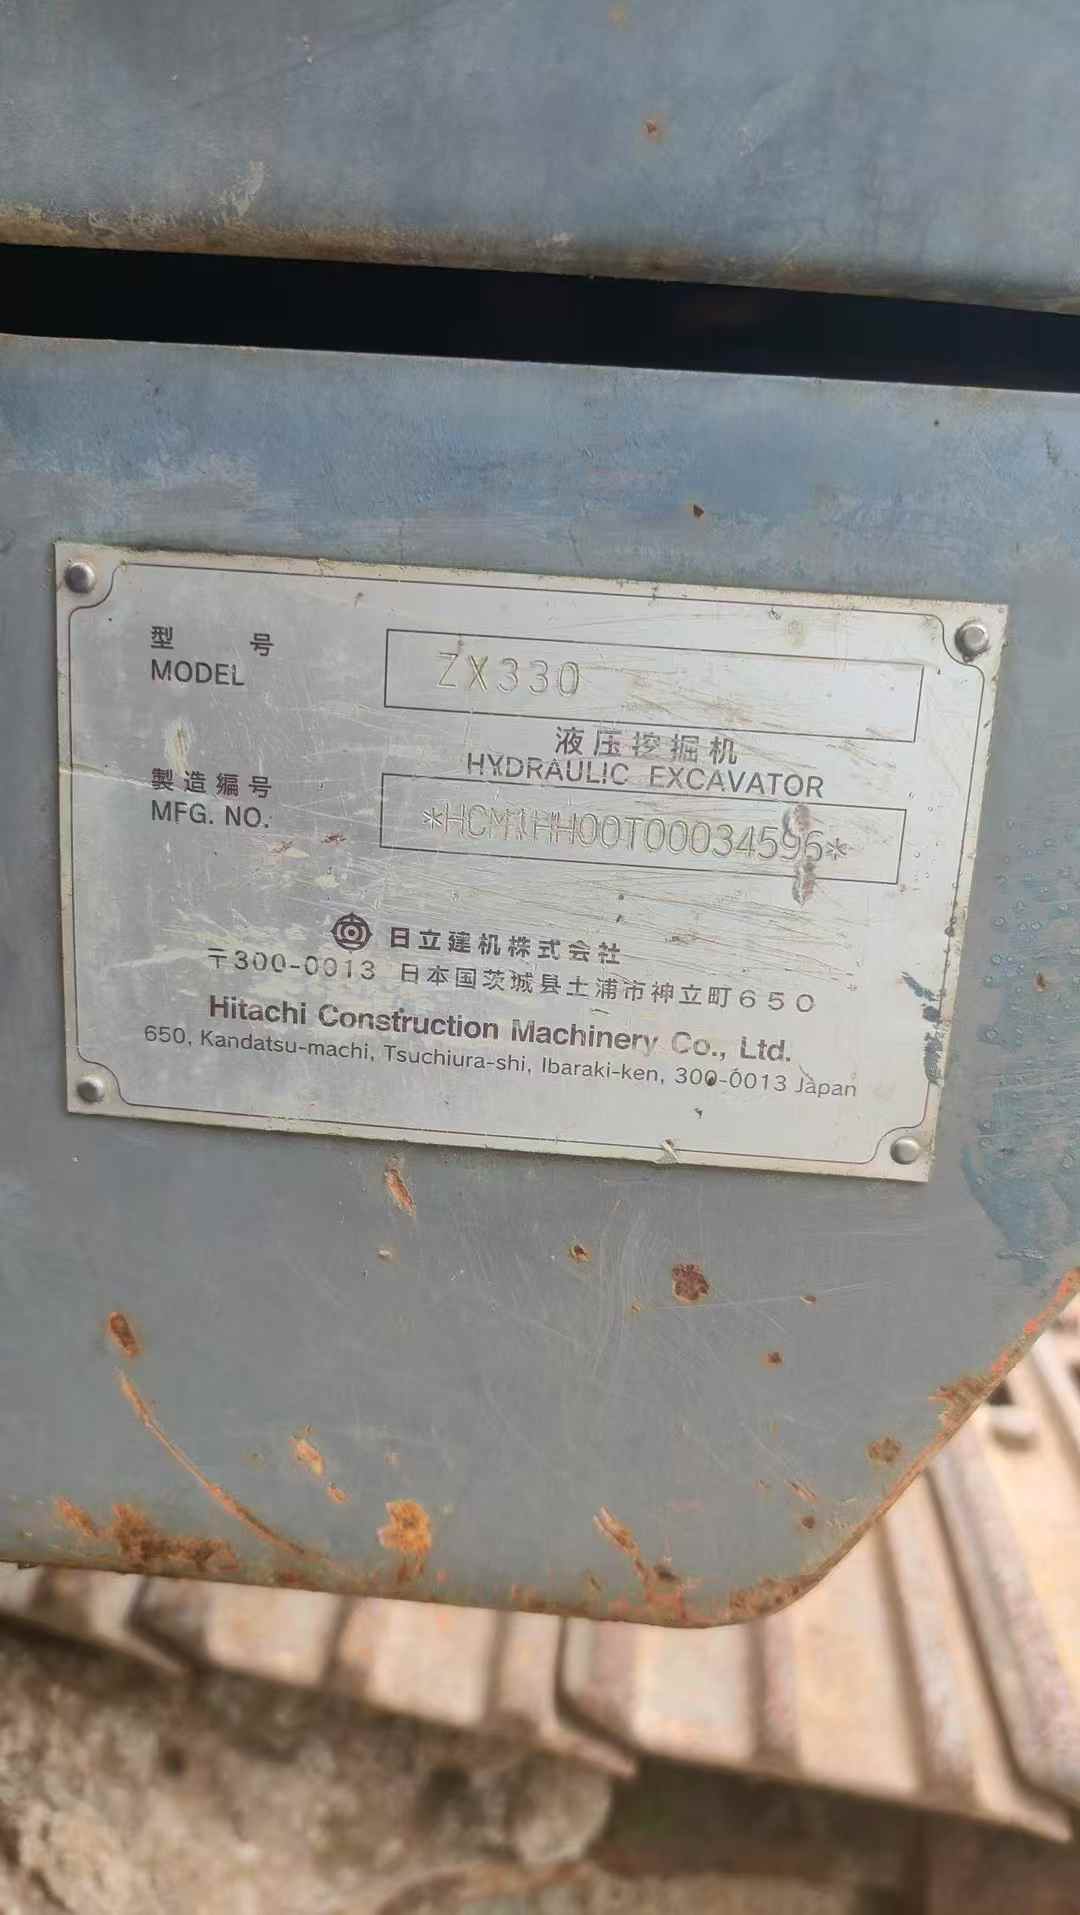 型 号
MODEL ZX330
液压挖掘机
HYDRAULIC EXCAVATOR
製造編号
MFG. NO. *HCM1HH00T00034596*
日立建机株式会社
〒300-0013 日本国茨城县土浦市神立町650
Hitachi Construction Machinery Co., Ltd.
650, Kandatsu-machi, Tsuchiura-shi, Ibaraki-ken, 300-0013 Japan